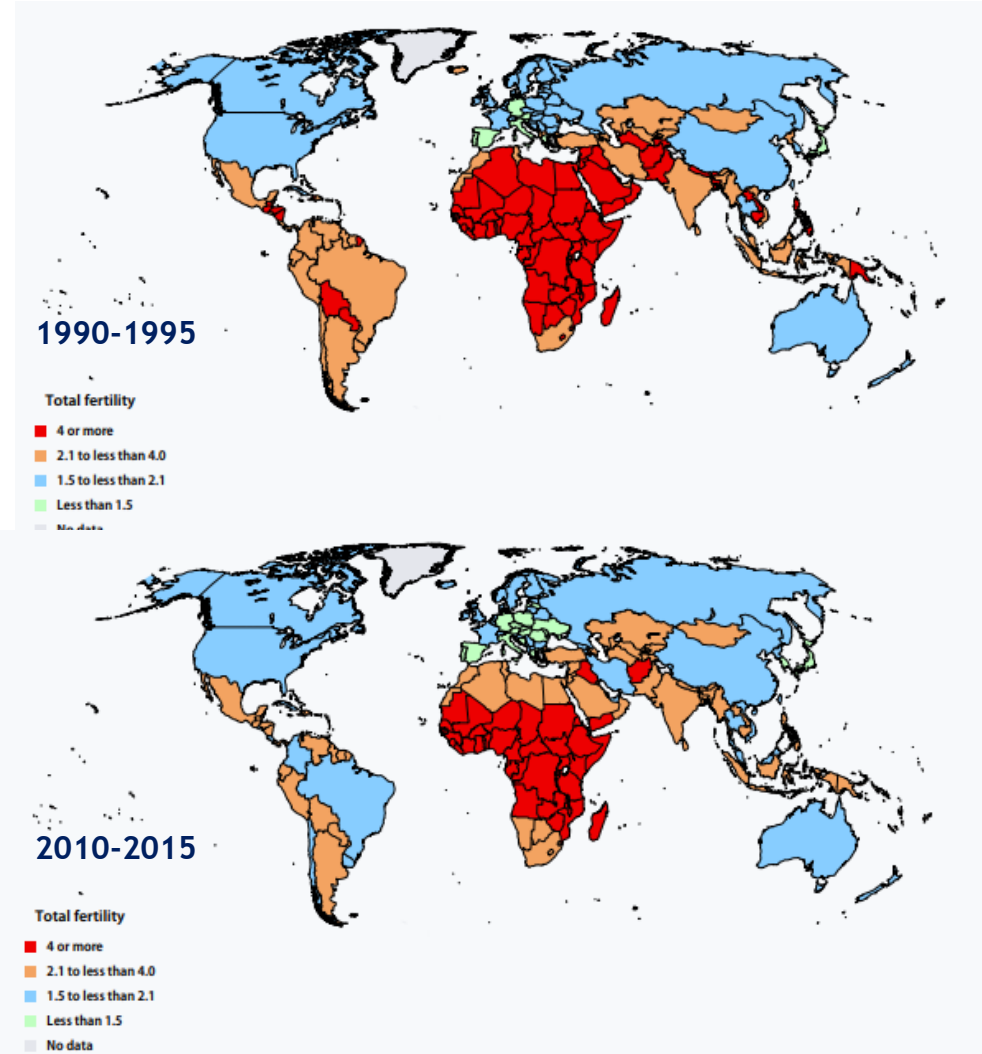 1990-1995
Total fertility
4 or more
2.1 to less than 4.0
1.5 to less than 2.1
Less than 1.5
No data
2010-2015
Total fertility
4 or more
2.1 to less than 4.0
1.5 to less than 2.1
Less than 1.5
No data